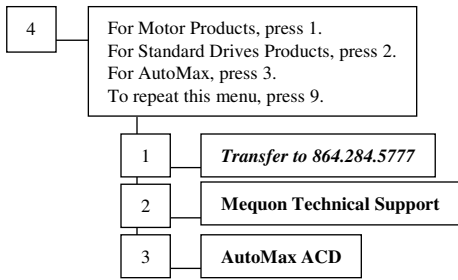 4
For Motor Products, press 1.
For Standard Drives Products, press 2.
For AutoMax, press 3.
To repeat this menu, press 9.
1
Transfer to 864.284.5777
2
Mequon Technical Support
3
AutoMax ACD